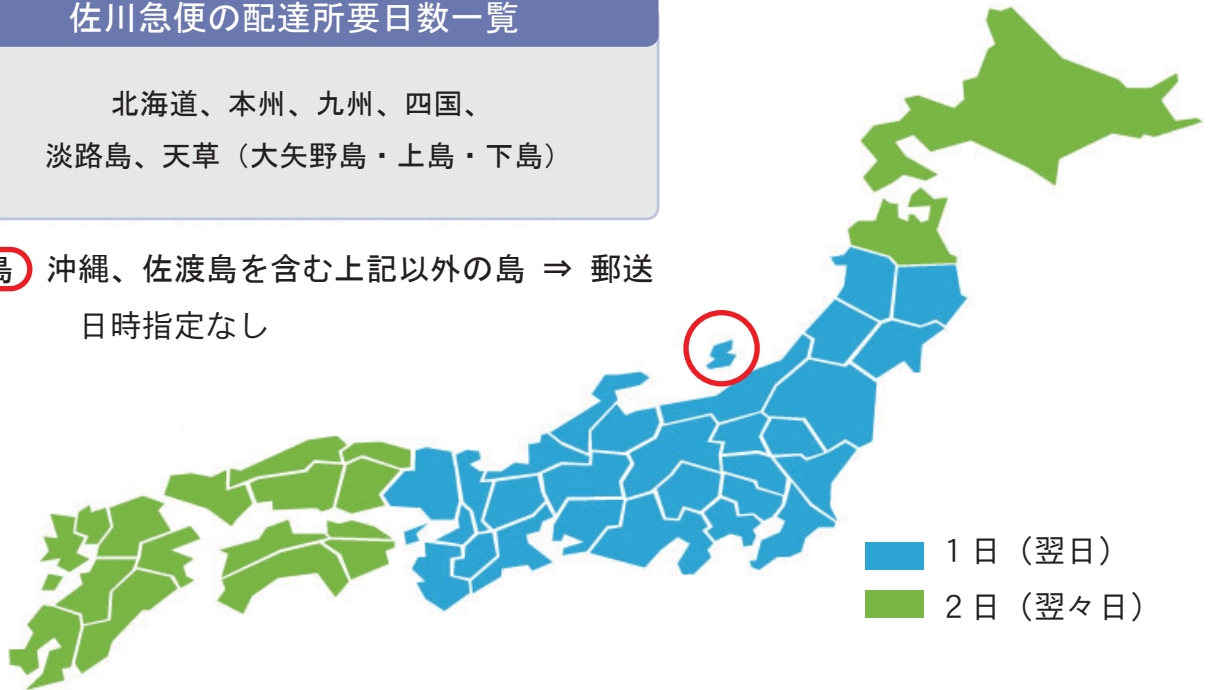 佐川急便の配達所要日数一覧
北海道、本州、九州、四国、
淡路島、天草（大矢野島・上島・下島）
島 沖縄、佐渡島を含む上記以外の島 ⇒ 郵送
日時指定なし
1日（翌日）
2日（翌々日）